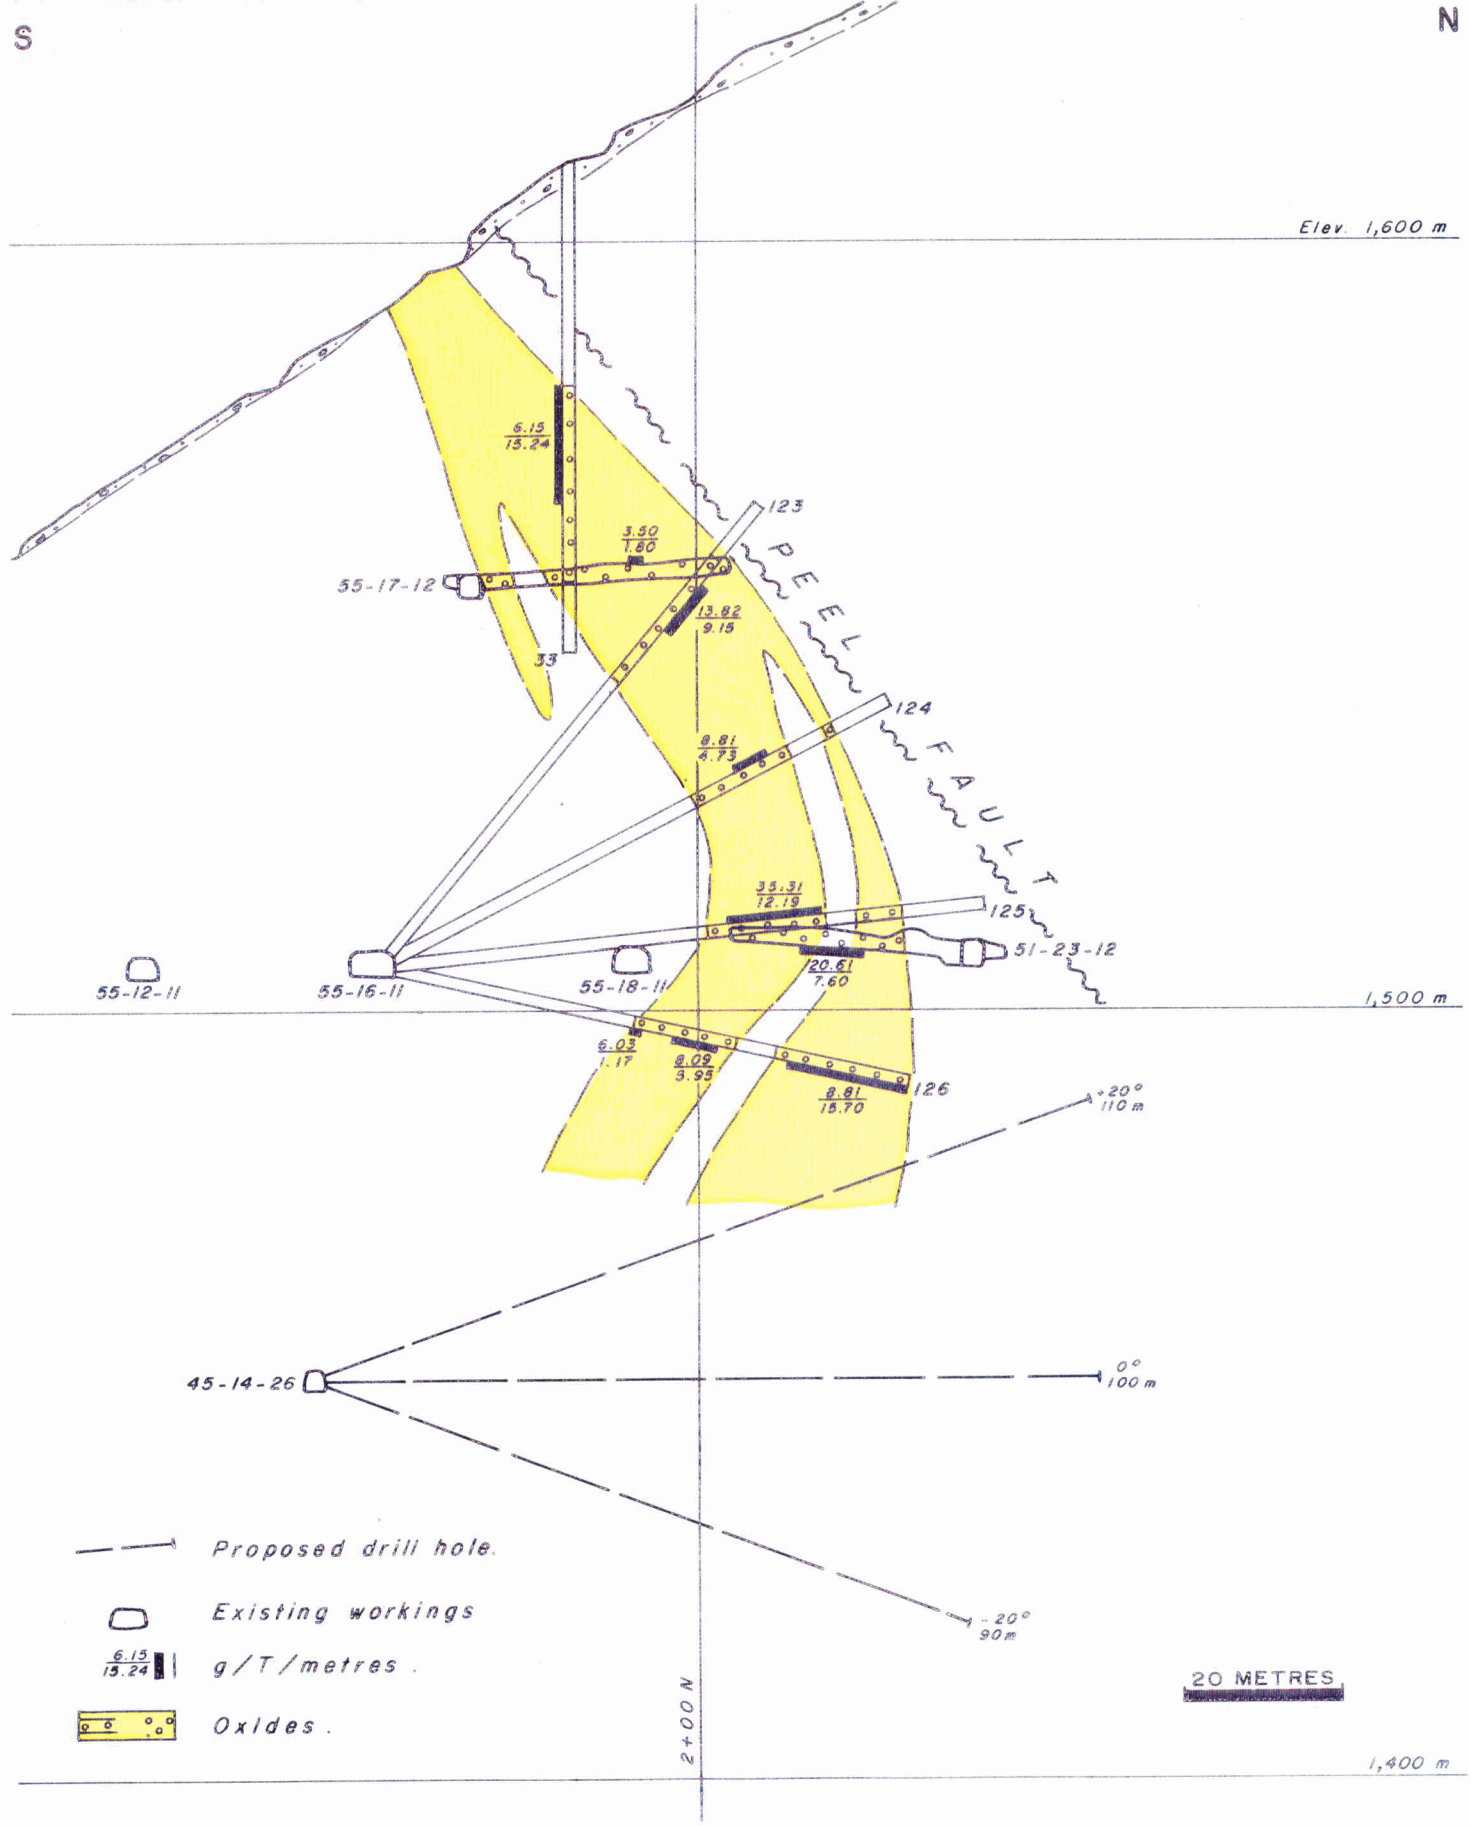 S
N
Elev. 1,600 m
6.15
15.24
123
3.50
1.80
55-17-12
13.82
9.15
33
PEEL FAULT
124
8.81
4.73
35.31
12.19
125
51-23-12
20.61
7.60
55-12-11
55-16-11
55-18-11
1,500 m
6.03
1.17
8.09
3.95
8.81
15.70
126
+20°
110 m
45-14-26
0°
100 m
Proposed drill hole.
Existing workings
-20°
90 m
6.15
15.24
g/T/metres .
20 METRES
Oxides .
2+00 N
1,400 m